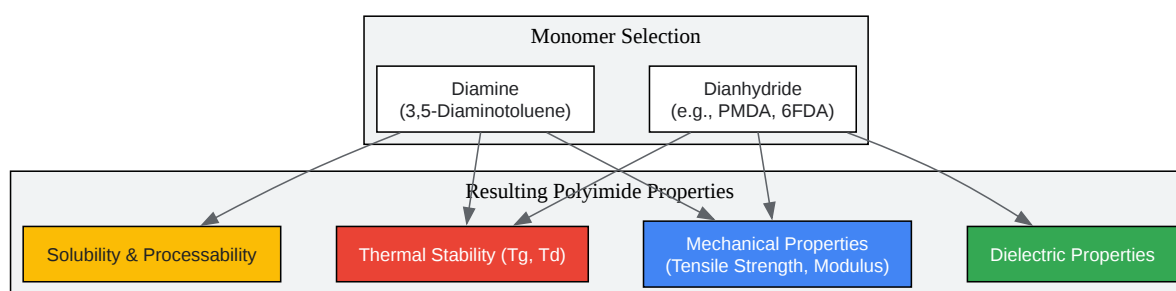 Monomer Selection
Diamine
(3,5-Diaminotoluene)
Dianhydride
(e.g., PMDA, 6FDA)
Resulting Polyimide Properties
Solubility & Processability
Thermal Stability (Tg, Td)
Mechanical Properties
(Tensile Strength, Modulus)
Dielectric Properties